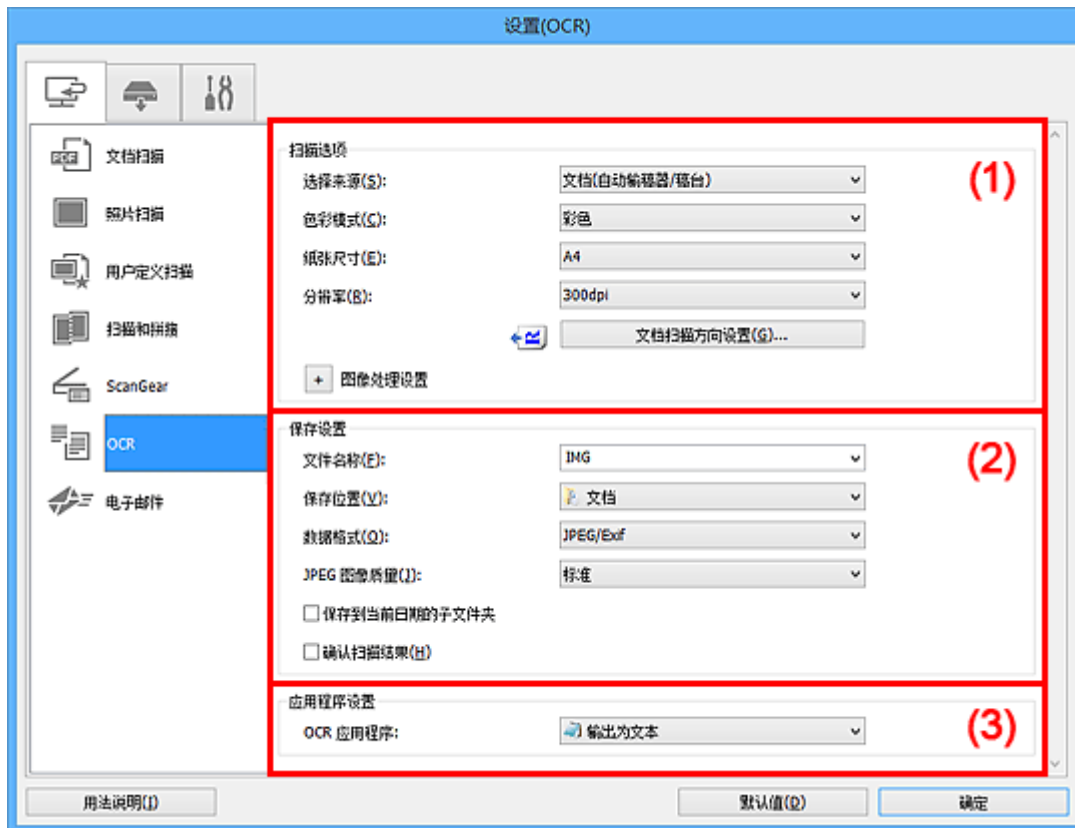 设置(OCR)
文档扫描
照片扫描
用户定义扫描
扫描和拼接
ScanGear
OCR
电子邮件
扫描选项
(1)
选择来源(S): 文档(自动输稿器/稿台)
色彩模式(C): 彩色
纸张尺寸(E): A4
分辨率(R): 300dpi
文档扫描方向设置(G)...
+ 图像处理设置
保存设置
(2)
文件名称(F): IMG
保存位置(V): 文档
数据格式(O): JPEG/Exif
JPEG 图像质量(J): 标准
保存到当前日期的子文件夹
确认扫描结果(H)
应用程序设置
(3)
OCR 应用程序: 输出为文本
用法说明(I) 默认值(D) 确定